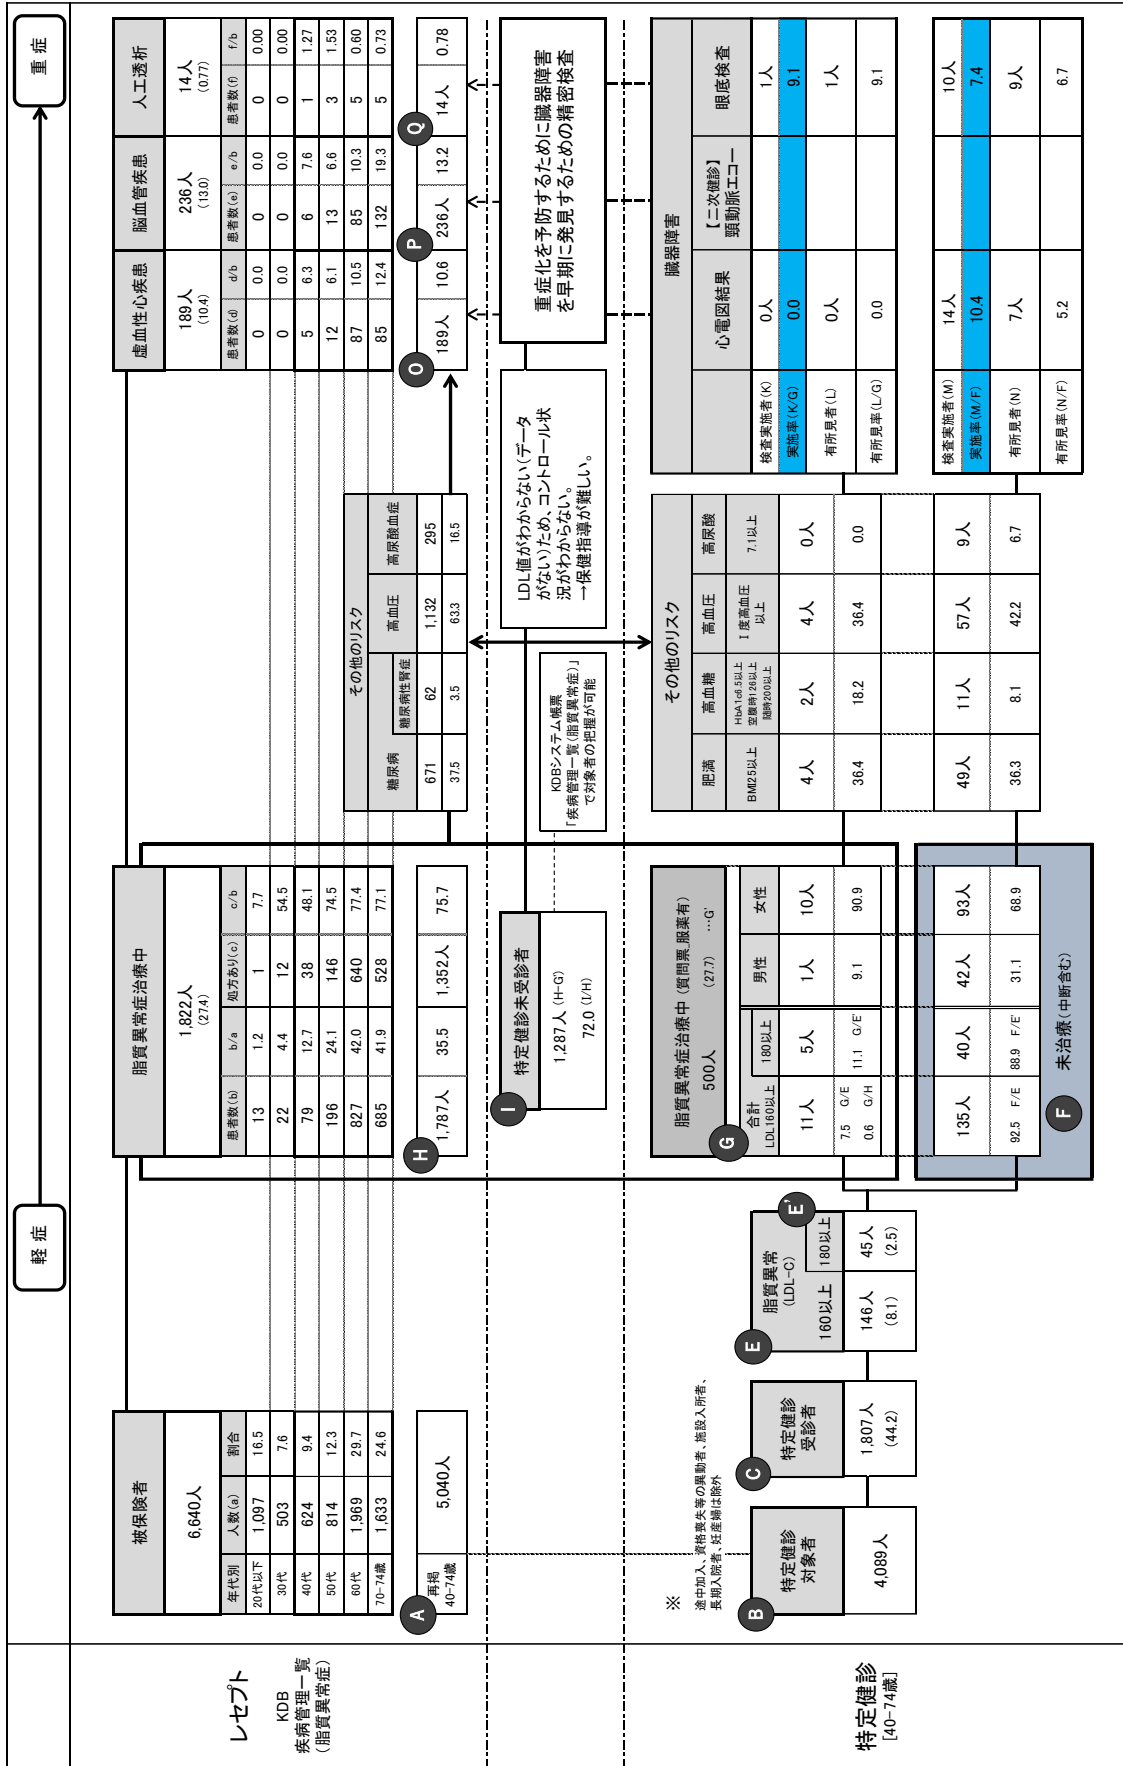 軽症
重症
レセプト
KDB
疾病管理一覧
(脂質異常症)
被保険者
6,640人
年代別 人数(a) 割合
20代以下 1,097 16.5
30代 503 7.6
40代 624 9.4
50代 814 12.3
60代 1,969 29.7
70-74歳 1,633 24.6
A
再掲
40-74歳
5,040人
脂質異常症治療中
1,822人
(27.4)
患者数(b) b/a 処方あり(c) c/b
13 1.2 1 7.7
22 4.4 12 54.5
79 12.7 38 48.1
196 24.1 146 74.5
827 42.0 640 77.4
685 41.9 528 77.1
H
1,787人 35.5 1,352人 75.7
虚血性心疾患 脳血管疾患 人工透析
189人 236人 14人
(10.4) (13.0) (0.77)
患者数(d) d/b 患者数(e) e/b 患者数(f) f/b
0 0.0 0 0.0 0 0.00
0 0.0 0 0.0 0 0.00
5 6.3 6 7.6 1 1.27
12 6.1 13 6.6 3 1.53
87 10.5 85 10.3 5 0.60
85 12.4 132 19.3 5 0.73
O P Q
189人 10.6 236人 13.2 14人 0.78
その他のリスク
糖尿病 糖尿病性腎症 高血圧 高尿酸血症
671 62 1,132 295
37.5 3.5 63.3 16.5
I
特定健診未受診者
1,287人 (H-G')
72.0 (I/H)
KDBシステム帳票
「疾病管理一覧(脂質異常症)」
で対象者の把握が可能
LDL値がわからない(データ
がない)ため、コントロール状
況がわからない。
→保健指導が難しい。
重症化を予防するために臓器障害
を早期に発見するための精密検査
特定健診
[40-74歳]
※
途中加入、資格喪失等の異動者、施設入所者、
長期入院者、妊産婦は除外
B
特定健診
対象者
4,089人
C
特定健診
受診者
1,807人
(44.2)
E
脂質異常
(LDL-C)
160以上
E'
180以上
146人 45人
(8.1) (2.5)
脂質異常症治療中 (質問票_服薬有)
500人 (27.7) …G'
G
合計
LDL160以上
180以上
男性 女性
11人 5人 1人 10人
7.5 G/E 11.1 G/E' 9.1 90.9
0.6 G/H
135人 40人 42人 93人
92.5 F/E 88.9 F/E' 31.1 68.9
F
未治療(中断含む)
その他のリスク
肥満 高血糖 高血圧 高尿酸
BMI25以上
HbA1c6.5以上
空腹時126以上
随時200以上
Ⅰ度高血圧
以上
7.1以上
4人 2人 4人 0人
36.4 18.2 36.4 0.0
49人 11人 57人 9人
36.3 8.1 42.2 6.7
臓器障害
心電図結果
【二次健診】
頸動脈エコー
眼底検査
検査実施者(K) 0人 1人
実施率(K/G) 0.0 9.1
有所見者(L) 0人 1人
有所見率(L/G) 0.0 9.1
検査実施者(M) 14人 10人
実施率(M/F) 10.4 7.4
有所見者(N) 7人 9人
有所見率(N/F) 5.2 6.7